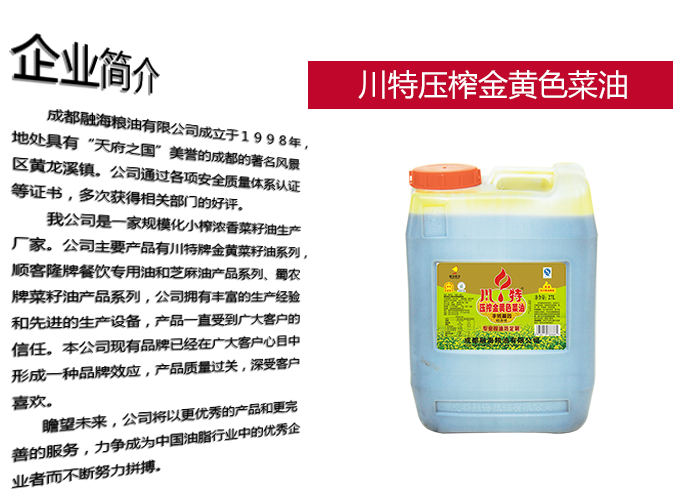 企业简介
成都融海粮油有限公司成立于1998年，
地处具有“天府之国”美誉的成都的著名风景
区黄龙溪镇。公司通过各项安全质量体系认证
等证书，多次获得相关部门的好评。
我公司是一家规模化小榨浓香菜籽油生产
厂家。公司主要产品有川特牌金黄菜籽油系列，
顺客隆牌餐饮专用油和芝麻油产品系列、蜀农
牌菜籽油产品系列，公司拥有丰富的生产经验
和先进的生产设备，产品一直受到广大客户的
信任。本公司现有品牌已经在广大客户心目中
形成一种品牌效应，产品质量过关，深受客户
喜欢。
瞻望未来，公司将以更优秀的产品和更完
善的服务，力争成为中国油脂行业中的优秀企
业者而不断努力拼搏。
川特压榨金黄色菜油
川特
压榨金黄色菜油
净含量:27L
成都融海粮油有限公司